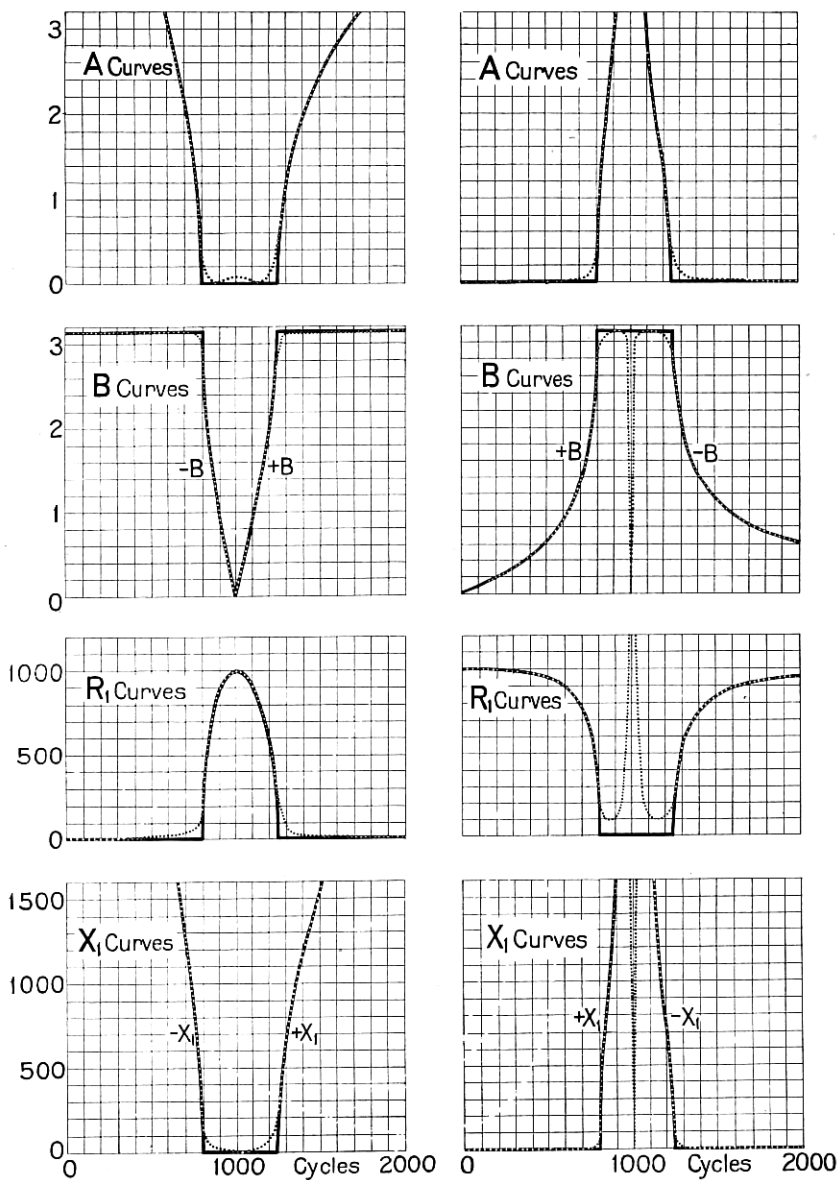 3
2
1
0
A Curves
A Curves
3
2
1
0
B Curves
-B
+B
B Curves
+B
-B
1000
500
0
R₁ Curves
R₁ Curves
1500
1000
500
0
X₁ Curves
-X₁
+X₁
X₁ Curves
+X₁
-X₁
0 1000 Cycles 2000
0 1000 Cycles 2000